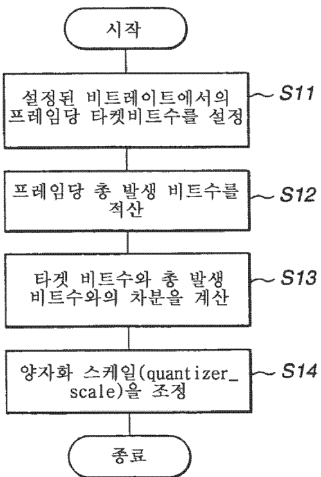 시작
설정된 비트레이트에서의
프레임당 타켓비트수를 설정
S11
프레임당 총 발생 비트수를
적산
S12
타겟 비트수와 총 발생
비트수와의 차분을 계산
S13
양자화 스케일(quantizer_
scale)을 조정
S14
종료